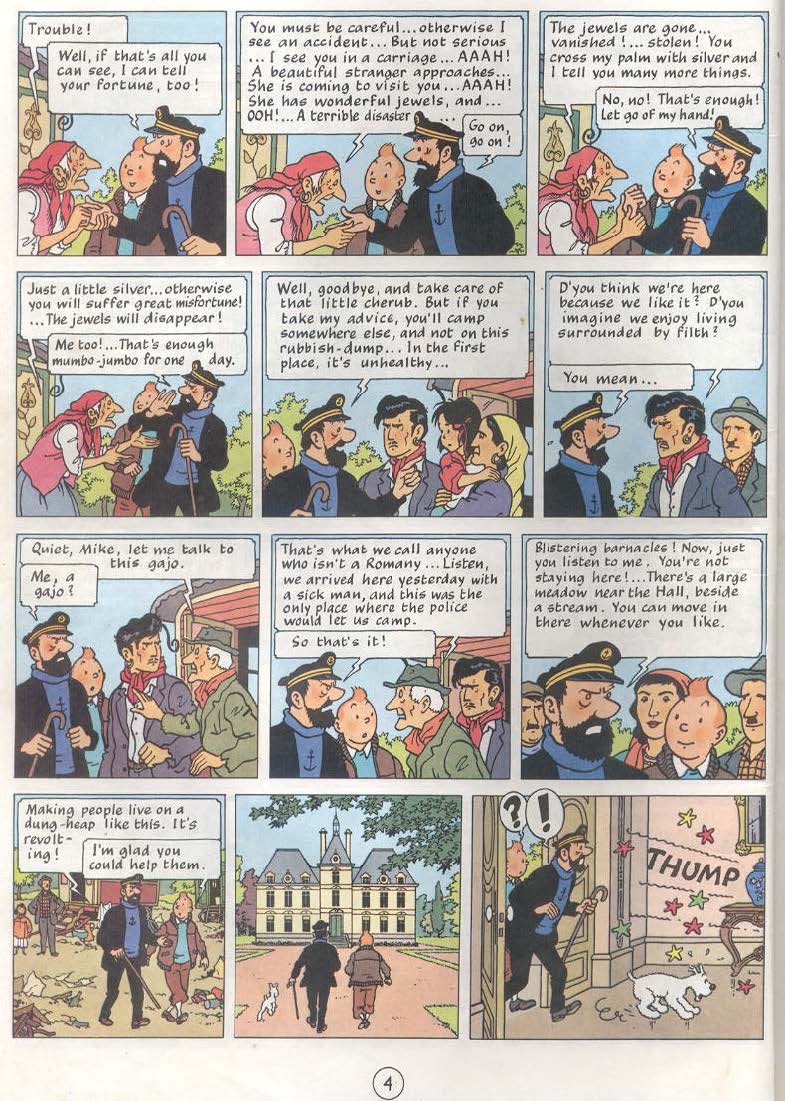 Trouble!
Well, if that's all you
can see, I can tell
your fortune, too!
You must be careful...otherwise I
see an accident... But not serious
... I see you in a carriage... AAAH!
A beautiful stranger approaches...
She is coming to visit you...AAAH!
She has wonderful jewels, and ...
OOH!... A terrible disaster ...
Go on,
go on!
The jewels are gone...
vanished!... stolen! You
cross my palm with silver and
I tell you many more things.
No, no! That's enough!
Let go of my hand!
Just a little silver...otherwise
you will suffer great misfortune!
...The jewels will disappear!
Me too!...That's enough
mumbo-jumbo for one day.
Well, goodbye, and take care of
that little cherub. But if you
take my advice, you'll camp
somewhere else, and not on this
rubbish-dump... In the first
place, it's unhealthy...
D'you think we're here
because we like it? D'you
imagine we enjoy living
surrounded by filth?
You mean...
Quiet, Mike, let me talk to
this gajo.
Me, a
gajo?
That's what we call anyone
who isn't a Romany ...Listen,
we arrived here yesterday with
a sick man, and this was the
only place where the police
would let us camp.
So that's it!
Blistering barnacles! Now, just
you listen to me. You're not
staying here!...There's a large
meadow near the Hall, beside
a stream. You can move in
there whenever you like.
Making people live on a
dung-heap like this. It's
revolt-
ing!
I'm glad you
could help them.
? !
THUMP
4